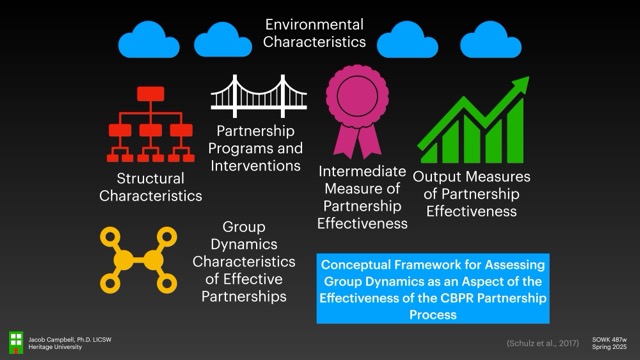 Environmental
Characteristics
Partnership
Programs and
Interventions
Structural
Characteristics
Intermediate
Measure of
Partnership
Effectiveness
Output Measures
of Partnership
Effectiveness
Group
Dynamics
Characteristics
of Effective
Partnerships
Conceptual Framework for Assessing
Group Dynamics as an Aspect of the
Effectiveness of the CBPR Partnership
Process
(Schulz et al., 2017)
Jacob Campbell, Ph.D. LICSW
Heritage University
SOWK 487w
Spring 2025